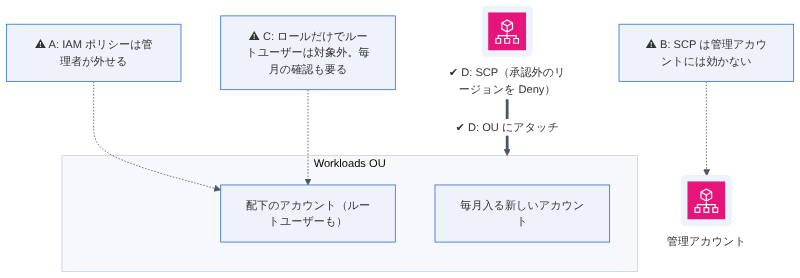 ⚠ A: IAM ポリシーは管
理者が外せる
⚠ C: ロールだけでルー
トユーザーは対象外。毎
月の確認も要る
✔ D: SCP（承認外のリ
ージョンを Deny）
⚠ B: SCP は管理アカウ
ントには効かない
✔ D: OU にアタッチ
Workloads OU
配下のアカウント（ルー
トユーザーも）
毎月入る新しいアカウン
ト
管理アカウント